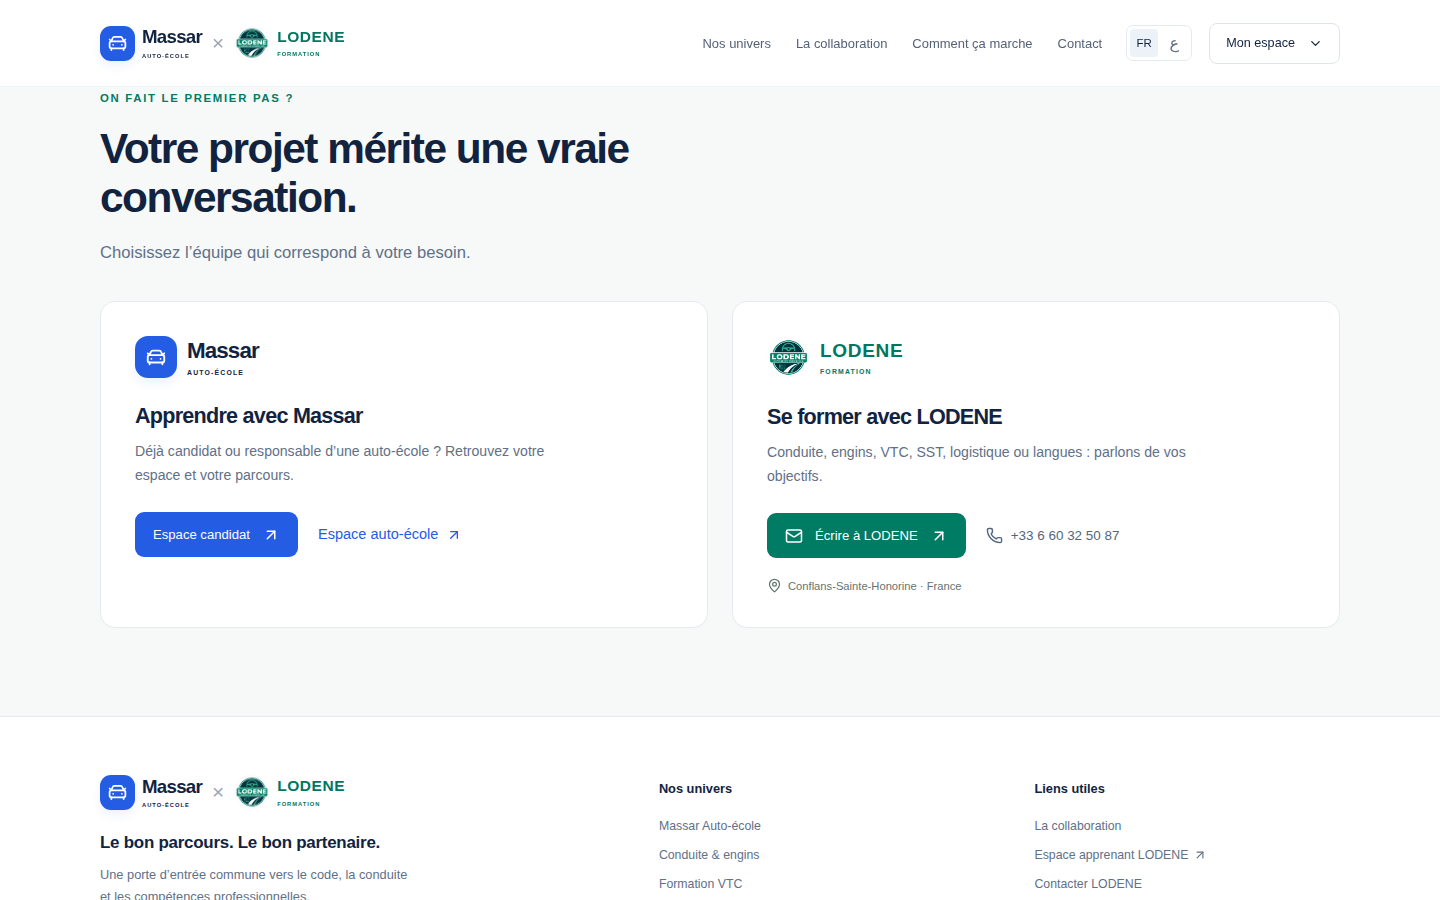 Massar
AUTO-ÉCOLE
×
LODENE
LODENE
FORMATION
Nos univers
La collaboration
Comment ça marche
Contact
FR
ع
Mon espace
ON FAIT LE PREMIER PAS ?
Votre projet mérite une vraie
conversation.
Choisissez l’équipe qui correspond à votre besoin.
Massar
AUTO-ÉCOLE
Apprendre avec Massar
Déjà candidat ou responsable d’une auto-école ? Retrouvez votre
espace et votre parcours.
Espace candidat
Espace auto-école
LODENE
LODENE
FORMATION
Se former avec LODENE
Conduite, engins, VTC, SST, logistique ou langues : parlons de vos
objectifs.
Écrire à LODENE
+33 6 60 32 50 87
Conflans-Sainte-Honorine · France
Massar
AUTO-ÉCOLE
×
LODENE
LODENE
FORMATION
Le bon parcours. Le bon partenaire.
Une porte d’entrée commune vers le code, la conduite
et les compétences professionnelles.
Nos univers
Massar Auto-école
Conduite & engins
Formation VTC
Liens utiles
La collaboration
Espace apprenant LODENE
Contacter LODENE